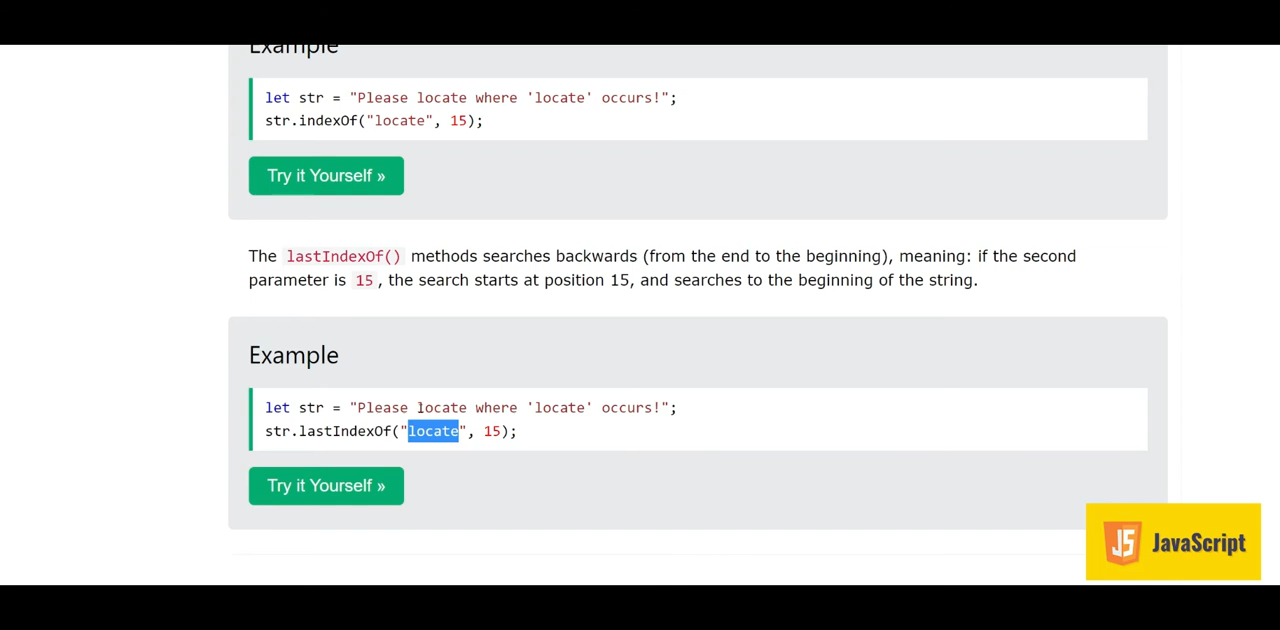 Example
let str = "Please locate where 'locate' occurs!";
str.indexOf("locate", 15);
Try it Yourself »
The lastIndexOf() methods searches backwards (from the end to the beginning), meaning: if the second
parameter is 15, the search starts at position 15, and searches to the beginning of the string.
Example
let str = "Please locate where 'locate' occurs!";
str.lastIndexOf("locate", 15);
Try it Yourself »
JS JavaScript